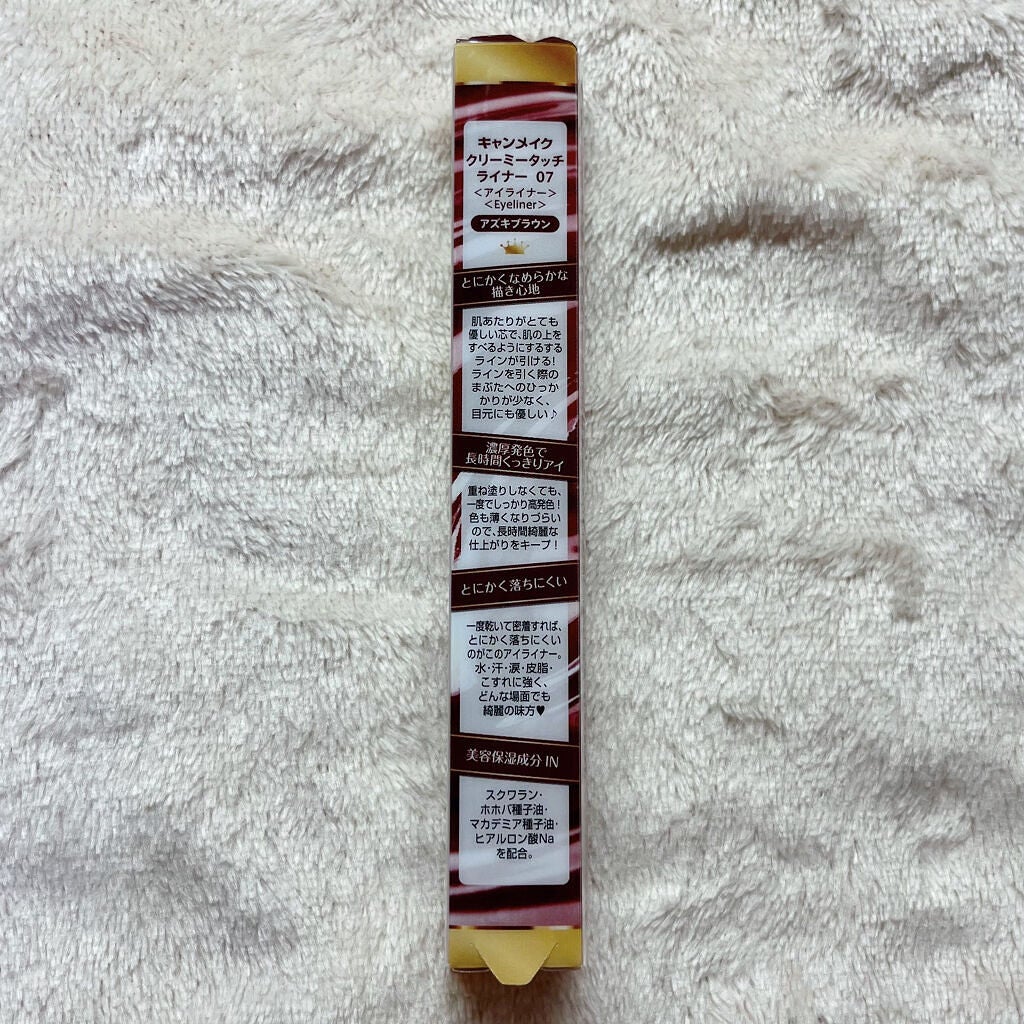 キャンメイク
クリーミータッチ
ライナー 07
<アイライナー>
<Eyeliner>
アズキブラウン
とにかくなめらかな
描き心地
肌あたりがとても
優しい芯で、肌の上を
すべるようにするする
ラインが引ける!
ラインを引く際の
まぶたへのひっか
かりが少なく、
目元にも優しい♪
濃厚発色で
長時間くっきりアイ
重ね塗りしなくても、
一度でしっかり高発色!
色も薄くなりづらい
ので、長時間綺麗な
仕上がりをキープ!
とにかく落ちにくい
一度乾いて密着すれば、
とにかく落ちにくい
のがこのアイライナー。
水・汗・涙・皮脂・
こすれに強く、
どんな場面でも
綺麗の味方♥
美容保湿成分 IN
スクワラン・
ホホバ種子油・
マカデミア種子油・
ヒアルロン酸Na
を配合。